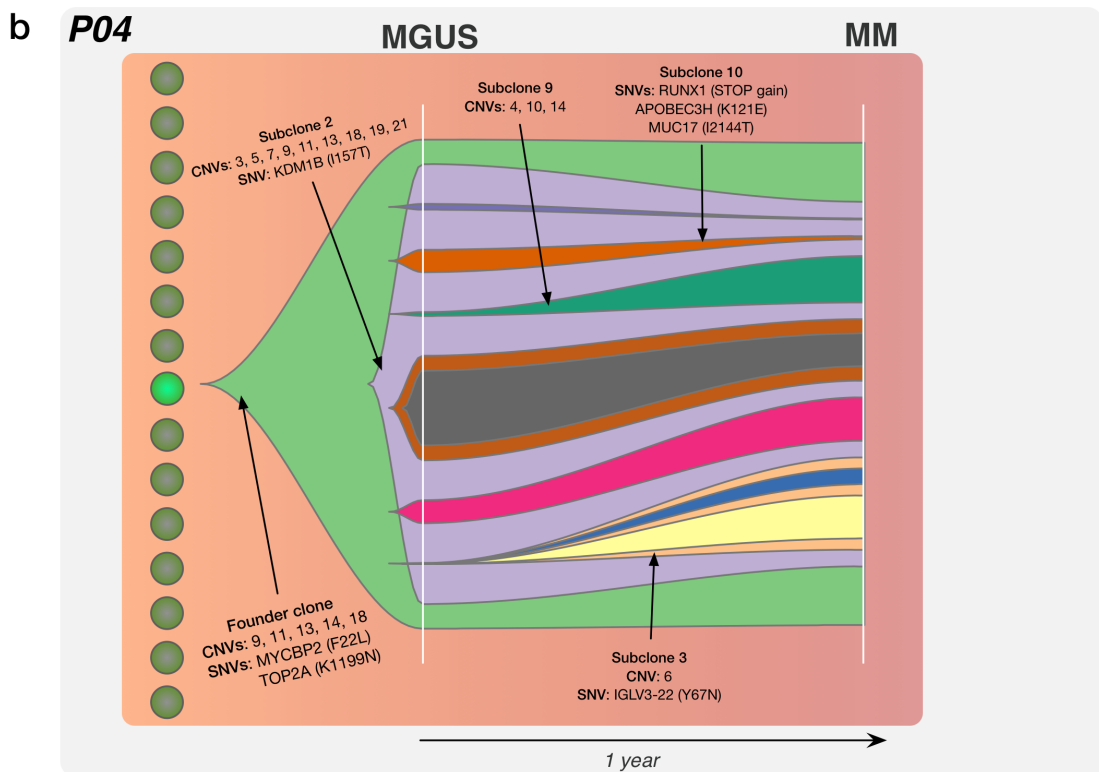 b
P04
MGUS
MM
Subclone 2
CNVs: 3, 5, 7, 9, 11, 13, 18, 19, 21
SNV: KDM1B (I157T)
Subclone 9
CNVs: 4, 10, 14
Subclone 10
SNVs: RUNX1 (STOP gain)
APOBEC3H (K121E)
MUC17 (I2144T)
Founder clone
CNVs: 9, 11, 13, 14, 18
SNVs: MYCBP2 (F22L)
TOP2A (K1199N)
Subclone 3
CNV: 6
SNV: IGLV3-22 (Y67N)
1 year